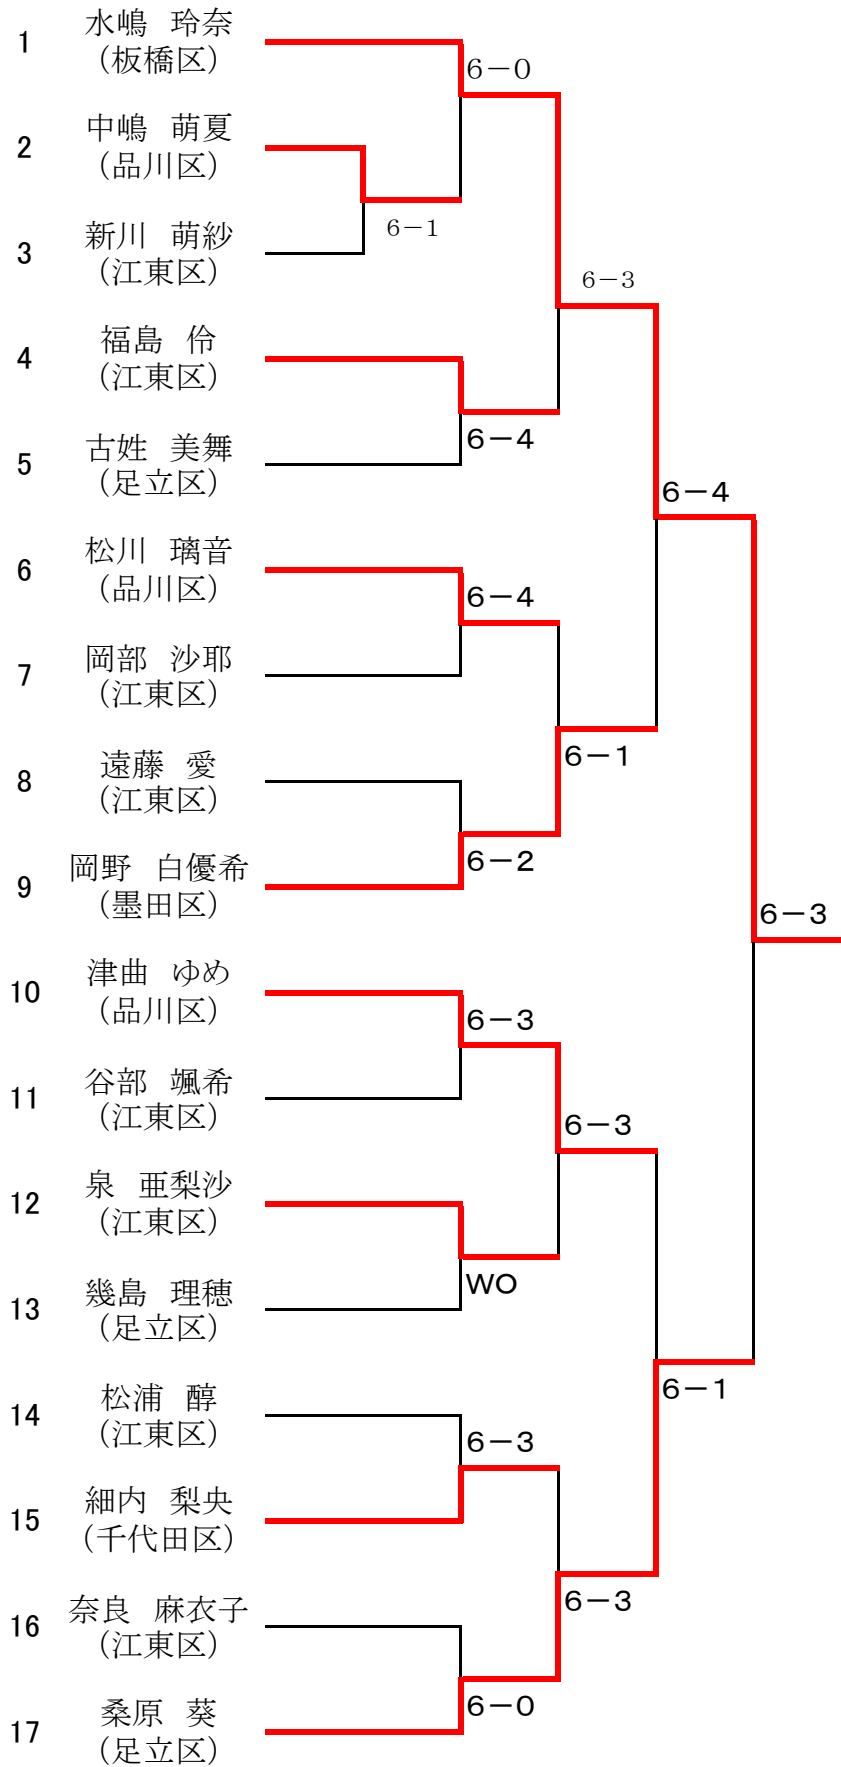 1
水嶋　玲奈
(板橋区)
6－0
2
中嶋　萌夏
(品川区)
6－1
3
新川　萌紗
(江東区)
6－3
4
福島　伶
(江東区)
6－4
5
古姓　美舞
(足立区)
6－4
6
松川　璃音
(品川区)
6－4
7
岡部　沙耶
(江東区)
6－1
8
遠藤　愛
(江東区)
6－2
9
岡野　白優希
(墨田区)
6－3
10
津曲　ゆめ
(品川区)
6－3
11
谷部　颯希
(江東区)
6－3
12
泉　亜梨沙
(江東区)
WO
13
幾島　理穂
(足立区)
6－1
14
松浦　醇
(江東区)
6－3
15
細内　梨央
(千代田区)
6－3
16
奈良　麻衣子
(江東区)
6－0
17
桑原　葵
(足立区)